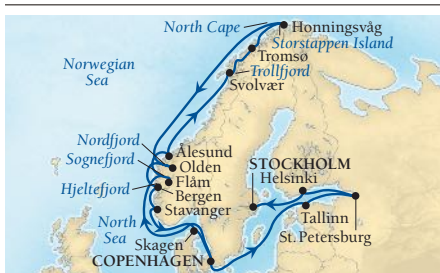 North Cape
Honningsvåg
Storstappen Island
Tromsø
Trollfjord
Svolvær
Norwegian
Sea
Nordfjord
Ålesund
Sognefjord
Olden
Flåm
Hjeltefjord
Bergen
Stavanger
STOCKHOLM
Helsinki
North
Sea
Tallinn
St. Petersburg
Skagen
COPENHAGEN